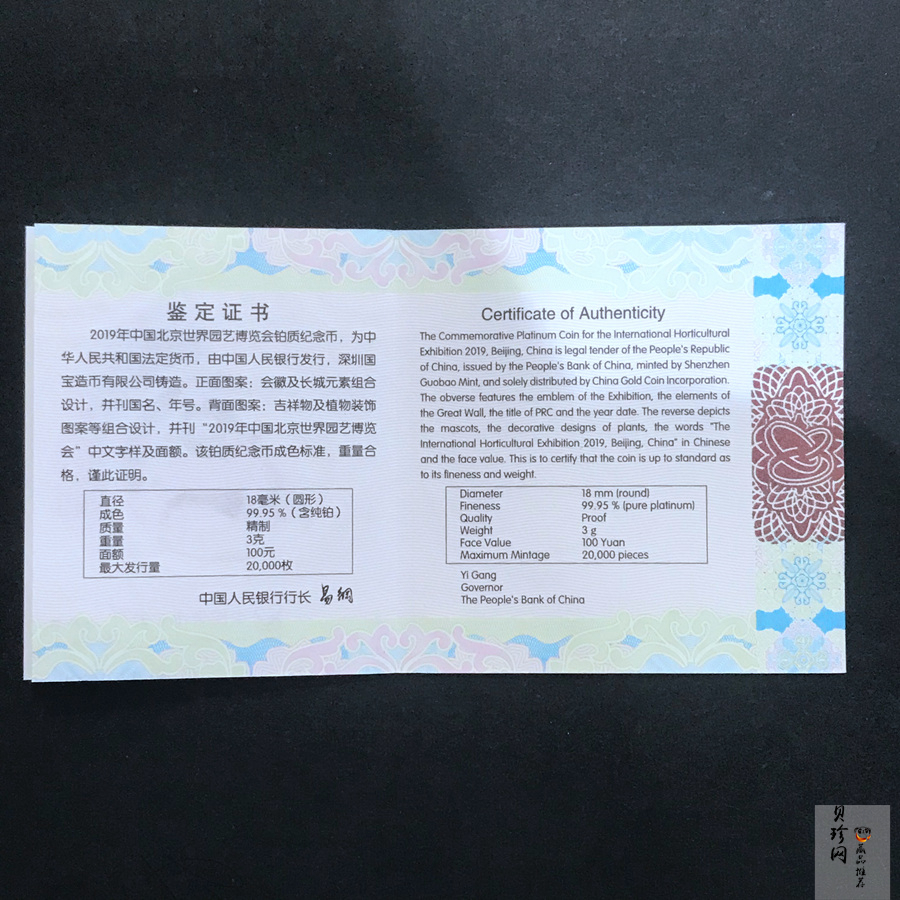 鉴定证书
2019年中国北京世界园艺博览会铂质纪念币，为中
华人民共和国法定货币，由中国人民银行发行，深圳国
宝造币有限公司铸造。正面图案：会徽及长城元素组合
设计，并刊国名、年号。背面图案：吉祥物及植物装饰
图案等组合设计，并刊“2019年中国北京世界园艺博览
会”中文字样及面额。该铂质纪念币成色标准，重量合
格，谨此证明。
直径 18毫米（圆形）
成色 99.95％（含纯铂）
质量 精制
重量 3克
面额 100元
最大发行量 20,000枚
中国人民银行行长 易纲
Certificate of Authenticity
The Commemorative Platinum Coin for the International Horticultural
Exhibition 2019, Beijing, China is legal tender of the People's Republic
of China, issued by the People's Bank of China, minted by Shenzhen
Guobao Mint, and solely distributed by China Gold Coin Incorporation.
The obverse features the emblem of the Exhibition, the elements of
the Great Wall, the title of PRC and the year date. The reverse depicts
the mascots, the decorative designs of plants, the words "The
International Horticultural Exhibition 2019, Beijing, China" in Chinese
and the face value. This is to certify that the coin is up to standard as
to its fineness and weight.
Diameter 18 mm (round)
Fineness 99.95 % (pure platinum)
Quality Proof
Weight 3 g
Face Value 100 Yuan
Maximum Mintage 20,000 pieces
Yi Gang
Governor
The People's Bank of China
贝珍网
藏品推荐